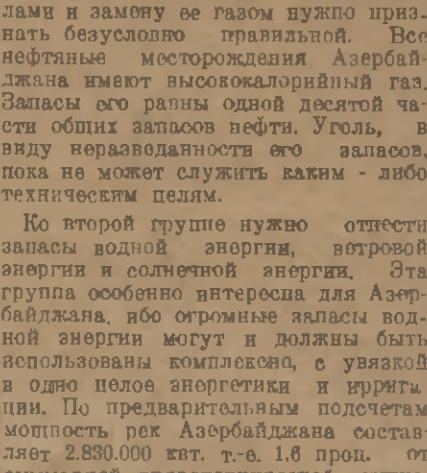 лами и замену ее газом нужно приз-
нать безусловно правильной. Все
нефтяные месторождения Азербай-
джана имеют высококалорийный газ.
Запасы его равны одной десятой ча-
сти общих запасов нефти. Уголь, в
виду неразведанности его запасов,
пока не может служить каким - либо
техническим целям.
Ко второй группе нужно отнести
запасы водной энергии, ветровой
энергии и солнечной энергии. Эта
группа особенно интересна для Азер-
байджана, ибо огромные запасы вод-
ной энергии могут и должны быть
использованы комплексно, с увязкой
в одно целое энергетики и иррига
ции. По предварительным подсчетам
мощность рек Азербайджана состав-
ляет 2.830.000 квт. т.-е. 1.6 проц. от